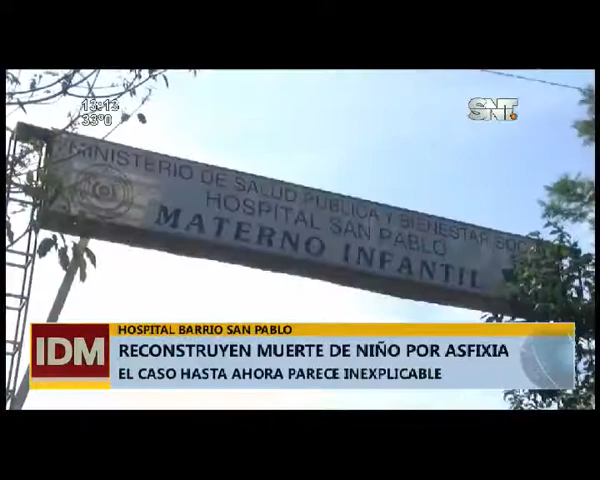 13:12
33°0
SNT
MINISTERIO DE SALUD PUBLICA Y BIENESTAR SOCIAL
HOSPITAL SAN PABLO
MATERNO INFANTIL
HOSPITAL BARRIO SAN PABLO
IDM
RECONSTRUYEN MUERTE DE NIÑO POR ASFIXIA
EL CASO HASTA AHORA PARECE INEXPLICABLE